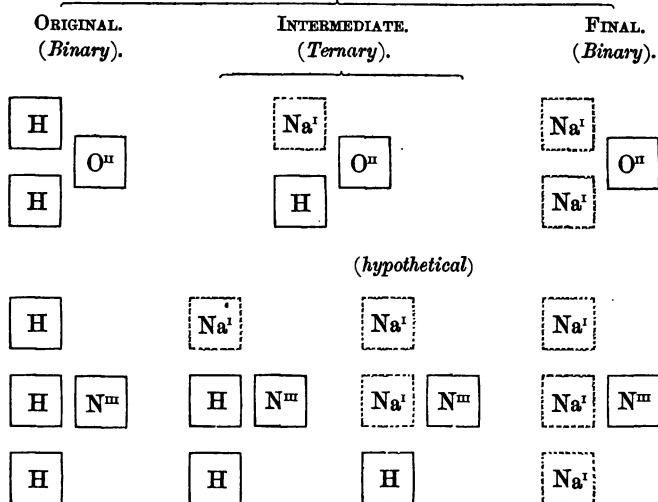 ORIGINAL. INTERMEDIATE. FINAL.
(Binary). (Ternary). (Binary).
H Naᴵ Naᴵ
Oᴵᴵ Oᴵᴵ Oᴵᴵ
H H Naᴵ
(hypothetical)
H Naᴵ Naᴵ Naᴵ
H Nᴵᴵᴵ H Nᴵᴵᴵ Naᴵ Nᴵᴵᴵ Naᴵ Nᴵᴵᴵ
H H H Naᴵ